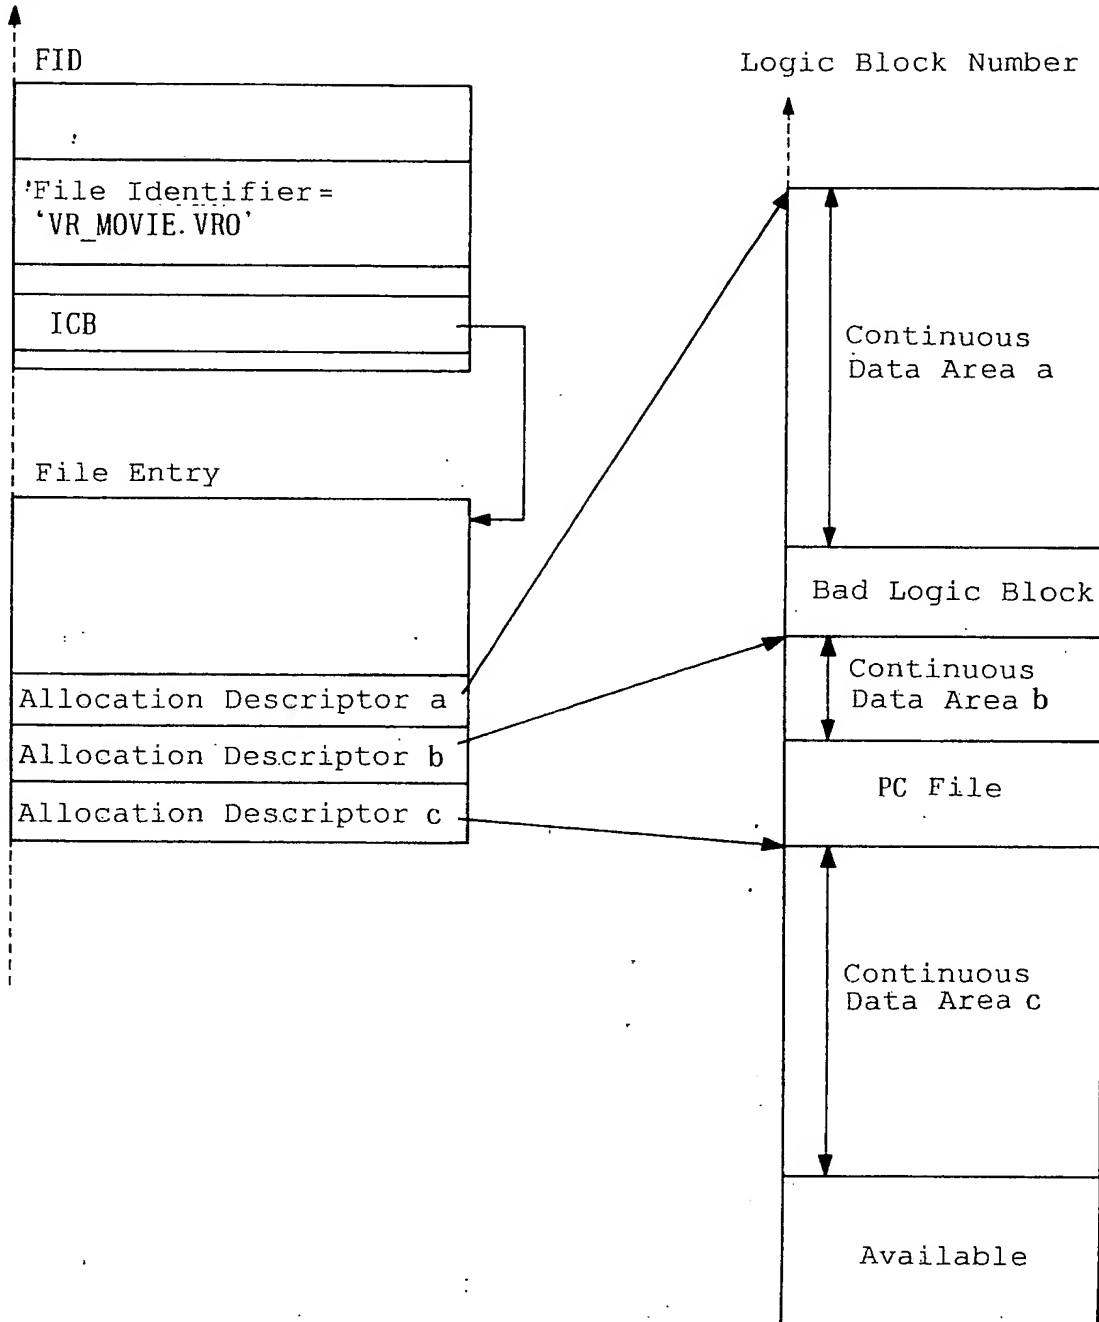 FID
'File Identifier=
'VR_MOVIE.VRO'
ICB
File Entry
Allocation Descriptor a
Allocation Descriptor b
Allocation Descriptor c
Logic Block Number
Continuous
Data Area a
Bad Logic Block
Continuous
Data Area b
PC File
Continuous
Data Area c
Available